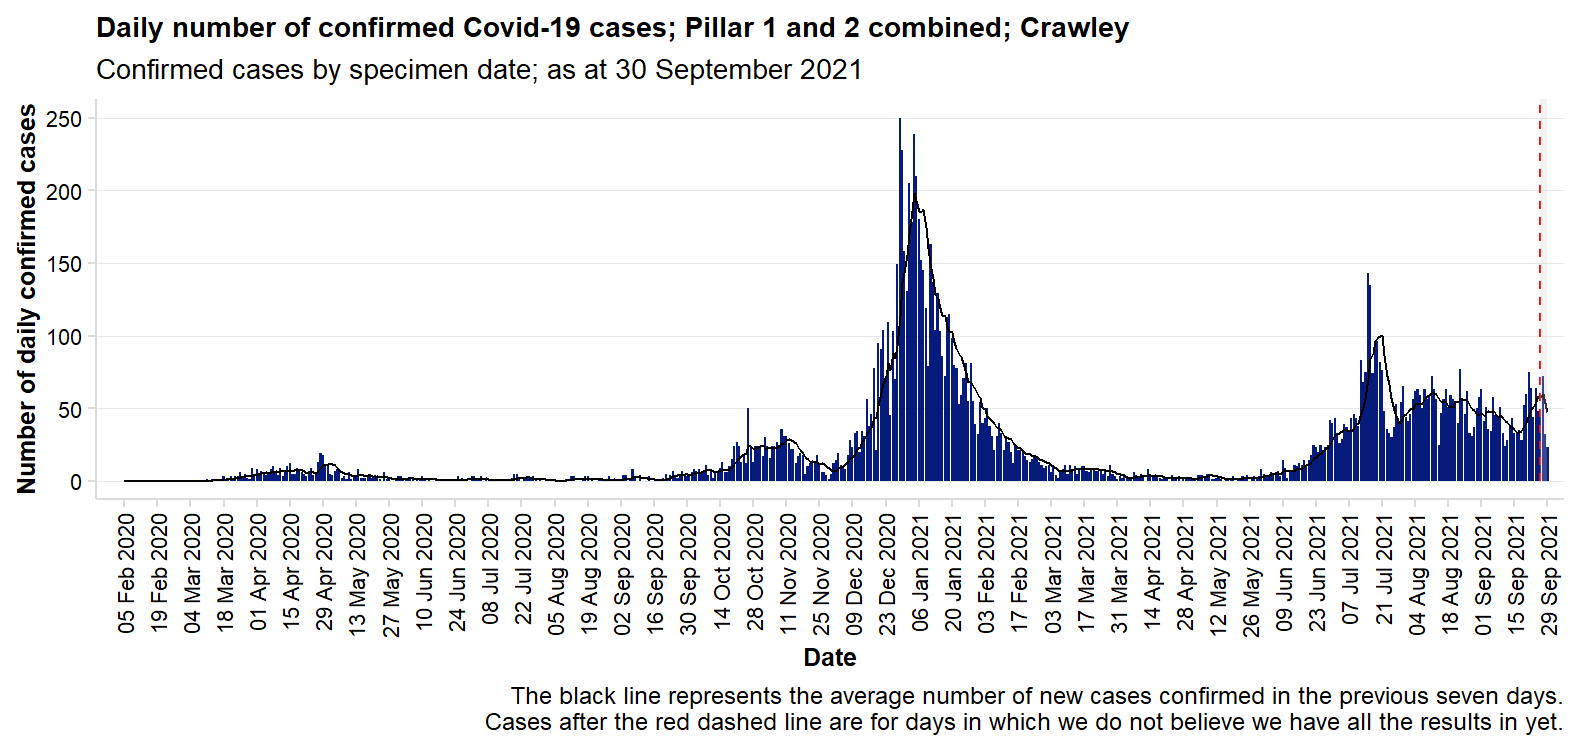 Daily number of confirmed Covid-19 cases; Pillar 1 and 2 combined; Crawley
Confirmed cases by specimen date; as at 30 September 2021
Number of daily confirmed cases
250
200
150
100
50
0
05 Feb 2020
19 Feb 2020
04 Mar 2020
18 Mar 2020
01 Apr 2020
15 Apr 2020
29 Apr 2020
13 May 2020
27 May 2020
10 Jun 2020
24 Jun 2020
08 Jul 2020
22 Jul 2020
05 Aug 2020
19 Aug 2020
02 Sep 2020
16 Sep 2020
30 Sep 2020
14 Oct 2020
28 Oct 2020
11 Nov 2020
25 Nov 2020
09 Dec 2020
23 Dec 2020
06 Jan 2021
20 Jan 2021
03 Feb 2021
17 Feb 2021
03 Mar 2021
17 Mar 2021
31 Mar 2021
14 Apr 2021
28 Apr 2021
12 May 2021
26 May 2021
09 Jun 2021
23 Jun 2021
07 Jul 2021
21 Jul 2021
04 Aug 2021
18 Aug 2021
01 Sep 2021
15 Sep 2021
29 Sep 2021
Date
The black line represents the average number of new cases confirmed in the previous seven days.
Cases after the red dashed line are for days in which we do not believe we have all the results in yet.